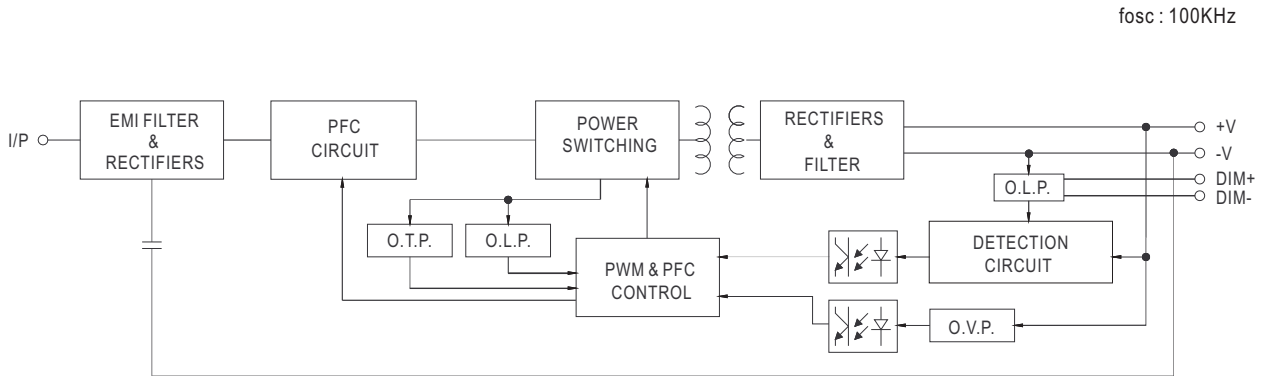 fosc : 100KHz
I/P
EMI FILTER
&
RECTIFIERS
PFC
CIRCUIT
POWER
SWITCHING
RECTIFIERS
&
FILTER
+V
-V
DIM+
DIM-
O.L.P.
O.T.P.
O.L.P.
PWM & PFC
CONTROL
DETECTION
CIRCUIT
O.V.P.